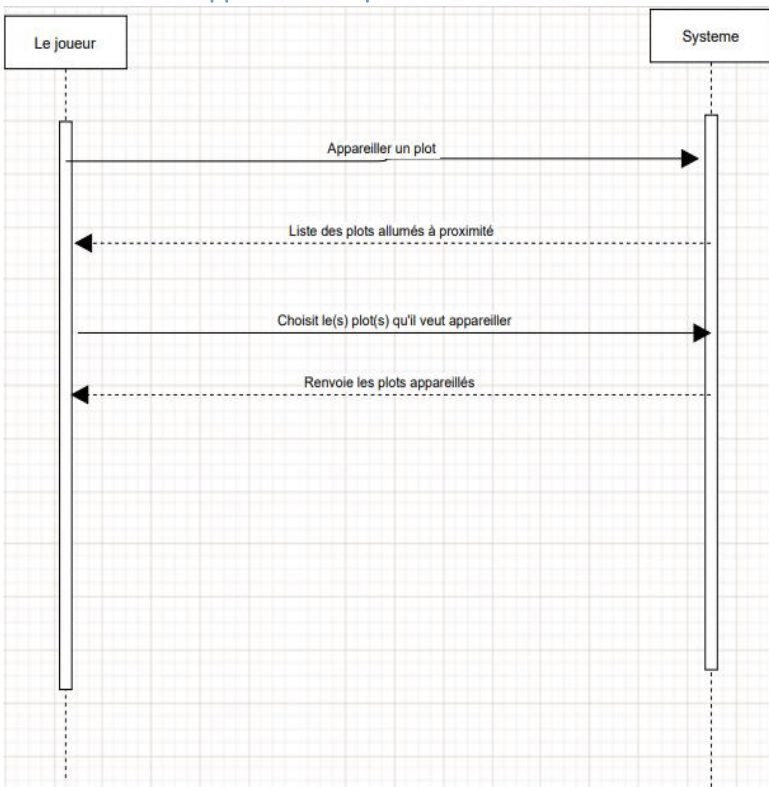 Le joueur
Systeme
Appareiller un plot
Liste des plots allumés à proximité
Choisit le(s) plot(s) qu'il veut appareiller
Renvoie les plots appareillés